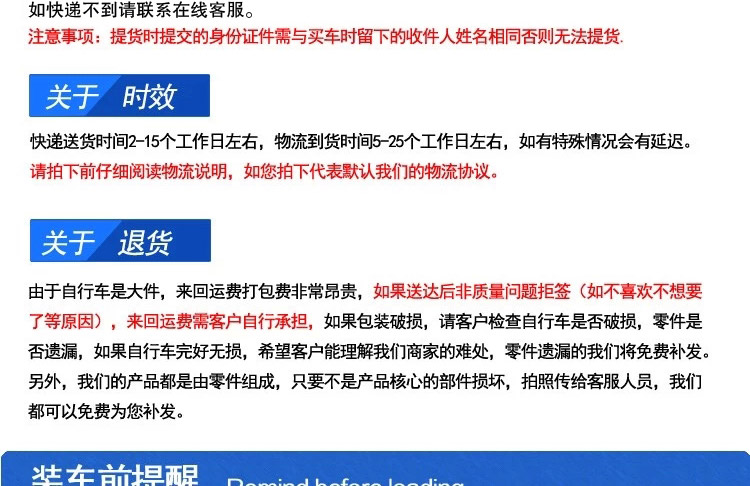 如快递不到请联系在线客服。
注意事项：提货时提交的身份证件需与买车时留下的收件人姓名相同否则无法提货.
关于 时效
快递送货时间2-15个工作日左右，物流到货时间5-25个工作日左右，如有特殊情况会有延迟。
请拍下前仔细阅读物流说明，如您拍下代表默认我们的物流协议。
关于 退货
由于自行车是大件，来回运费打包费非常昂贵，如果送达后非质量问题拒签（如不喜欢不想要
了等原因），来回运费需客户自行承担，如果包装破损，请客户检查自行车是否破损，零件是
否遗漏，如果自行车完好无损，希望客户能理解我们商家的难处，零件遗漏的我们将免费补发。
另外，我们的产品都是由零件组成，只要不是产品核心的部件损坏，拍照传给客服人员，我们
都可以免费为您补发。
装车前提醒 Remind before loading